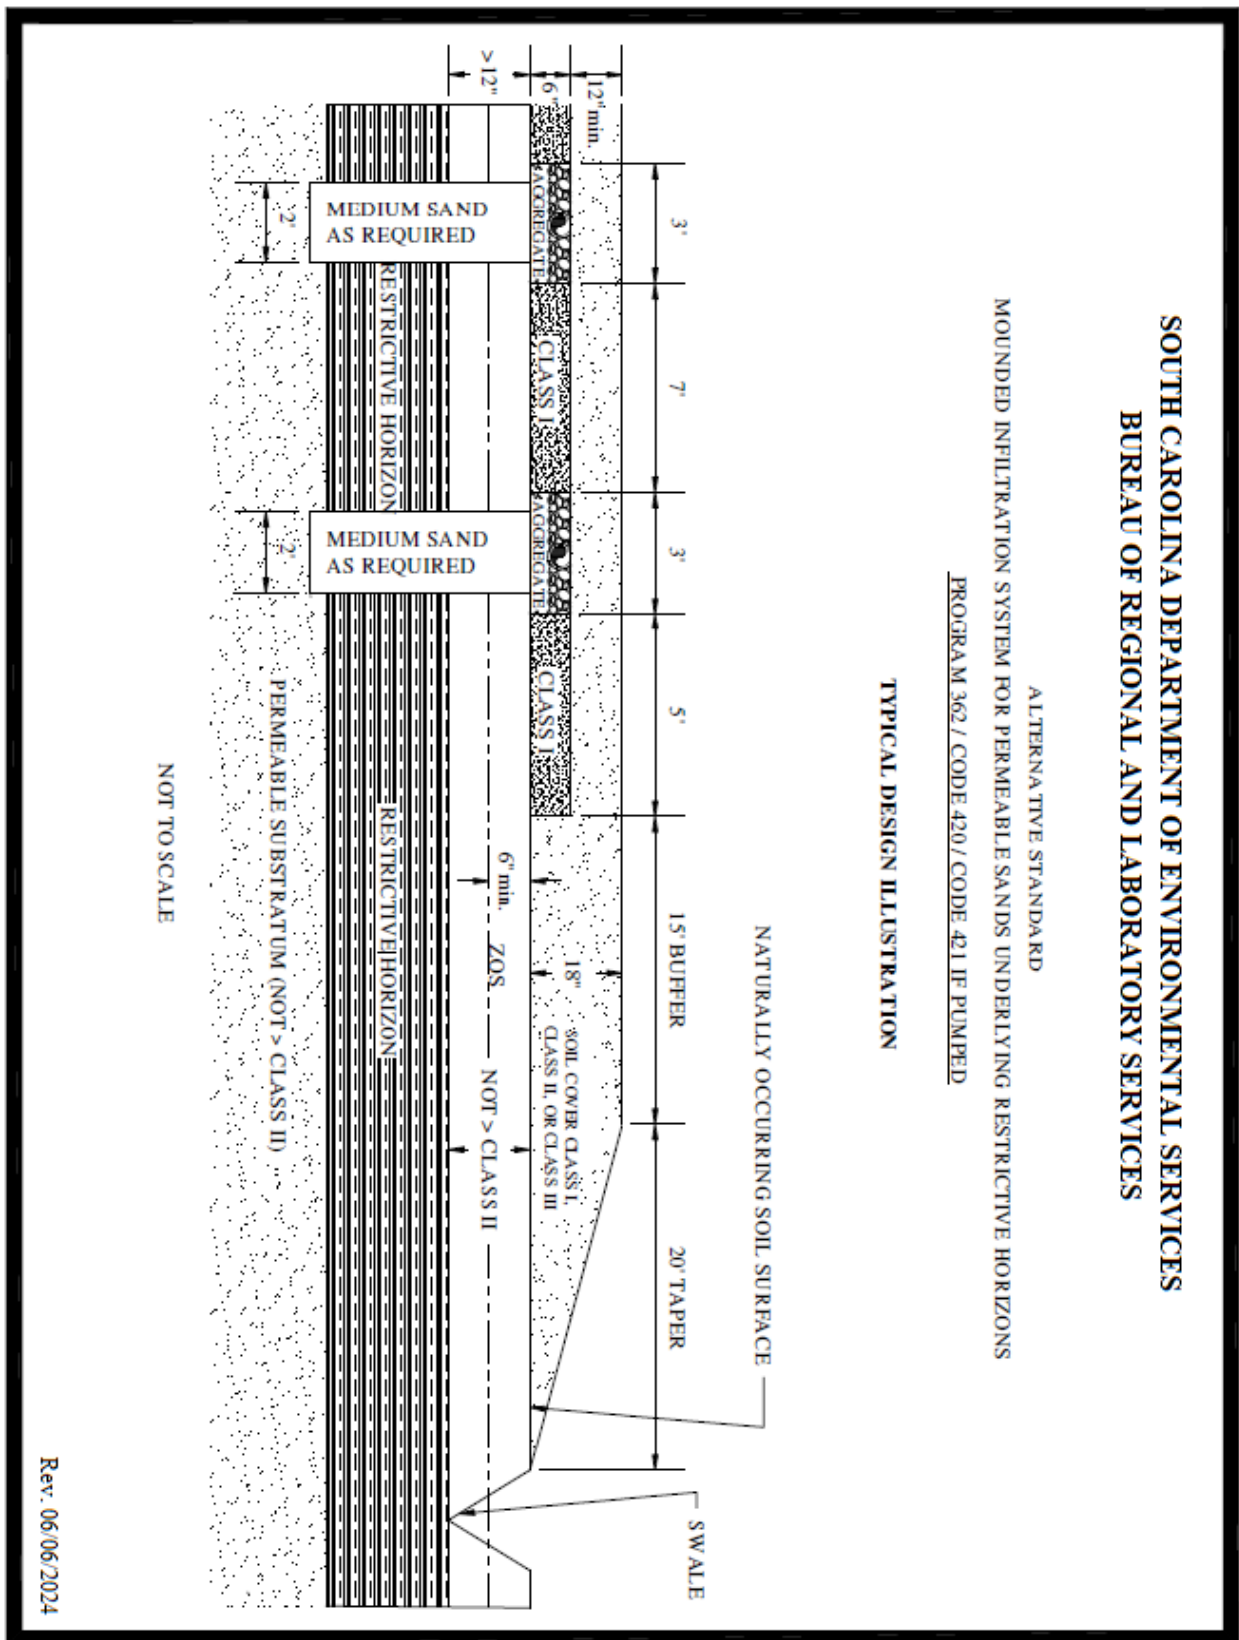 SOUTH CAROLINA DEPARTMENT OF ENVIRONMENTAL SERVICES
BUREAU OF REGIONAL AND LABORATORY SERVICES
ALTERNATIVE STANDARD
MOUNDED INFILTRATION SYSTEM FOR PERMEABLE SANDS UNDERLYING RESTRICTIVE HORIZONS
PROGRAM 362 / CODE 420 / CODE 421 IF PUMPED
TYPICAL DESIGN ILLUSTRATION
NATURALLY OCCURRING SOIL SURFACE
SWALE
3'
7'
3'
5'
15' BUFFER
20' TAPER
12" min.
6"
> 12"
AGGREGATE
CLASS I
AGGREGATE
CLASS I
18"
SOIL COVER CLASS I,
CLASS II, OR CLASS III
6" min.
ZOS
NOT > CLASS II
MEDIUM SAND
AS REQUIRED
MEDIUM SAND
AS REQUIRED
RESTRICTIVE HORIZON
RESTRICTIVE HORIZON
2'
2'
PERMEABLE SUBSTRATUM (NOT > CLASS II)
NOT TO SCALE
Rev. 06/06/2024